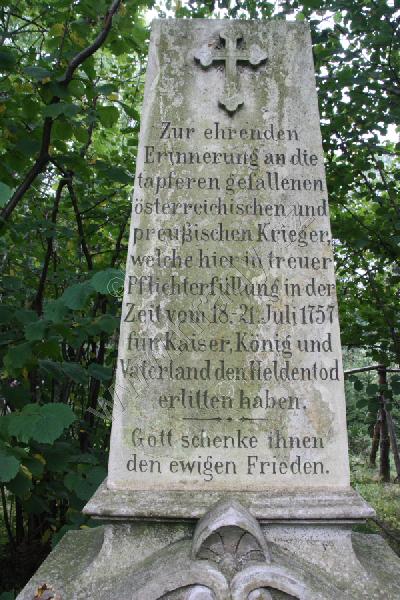 Zur ehrenden
Erinnerung an die
tapferen gefallenen
österreichischen und
preußischen Krieger,
welche hier in treuer
Pflichterfüllung in der
Zeit vom 18.-21. Juli 1757
für Kaiser, König und
Vaterland den Heldentod
erlitten haben.
Gott schenke ihnen
den ewigen Frieden.